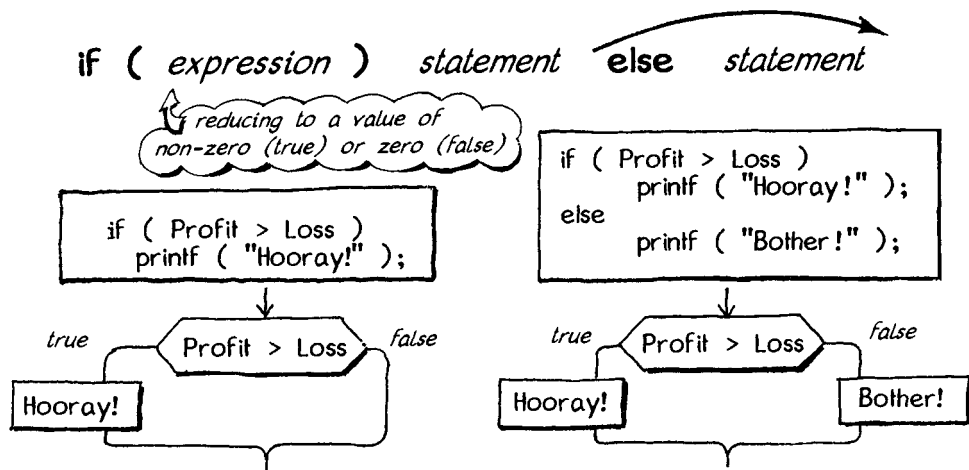 if ( expression ) statement else statement
reducing to a value of
non-zero (true) or zero (false)
if ( Profit > Loss )
printf ( "Hooray!" );
if ( Profit > Loss )
printf ( "Hooray!" );
else
printf ( "Bother!" );
true
Profit > Loss
false
Hooray!
true
Profit > Loss
false
Hooray!
Bother!